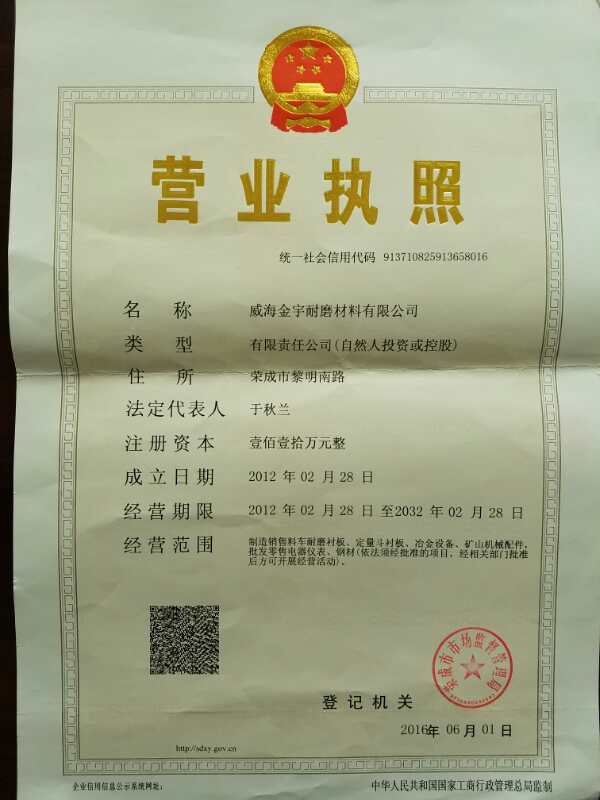 营业执照
统一社会信用代码 913710825913658016
名称 威海金宇耐磨材料有限公司
类型 有限责任公司(自然人投资或控股)
住所 荣成市黎明南路
法定代表人 于秋兰
注册资本 壹佰壹拾万元整
成立日期 2012 年 02 月 28 日
经营期限 2012 年 02 月 28 日 至2032 年 02 月 28 日
经营范围 制造销售料车耐磨衬板、定量斗衬板、冶金设备、矿山机械配件,
批发零售电器仪表、钢材(依法须经批准的项目,经相关部门批准
后方可开展经营活动)。
荣成市市场监督管理局
登记机关
2016年 06 月 01 日
http://sdxy.gov.cn
企业信用信息公示系统网址:
中华人民共和国国家工商行政管理总局监制